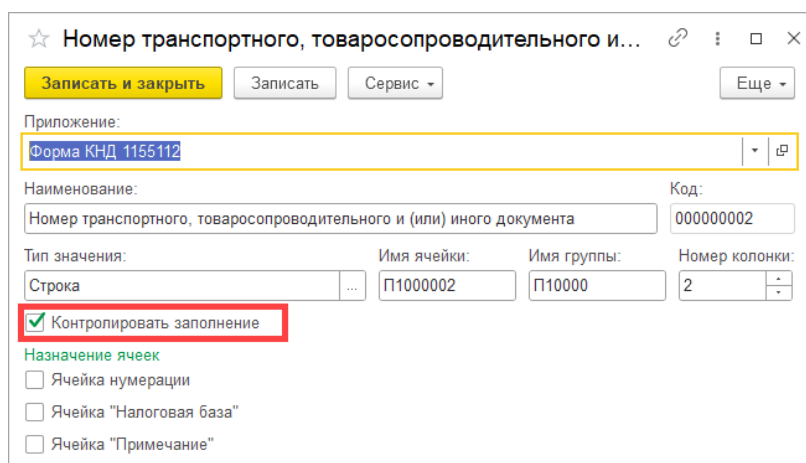 Номер транспортного, товаросопроводительного и...
Записать и закрыть Записать Сервис Еще
Приложение:
Форма КНД 1155112
Наименование: Код:
Номер транспортного, товаросопроводительного и (или) иного документа 000000002
Тип значения: Имя ячейки: Имя группы: Номер колонки:
Строка ... П1000002 П10000 2
Контролировать заполнение
Назначение ячеек
Ячейка нумерации
Ячейка "Налоговая база"
Ячейка "Примечание"